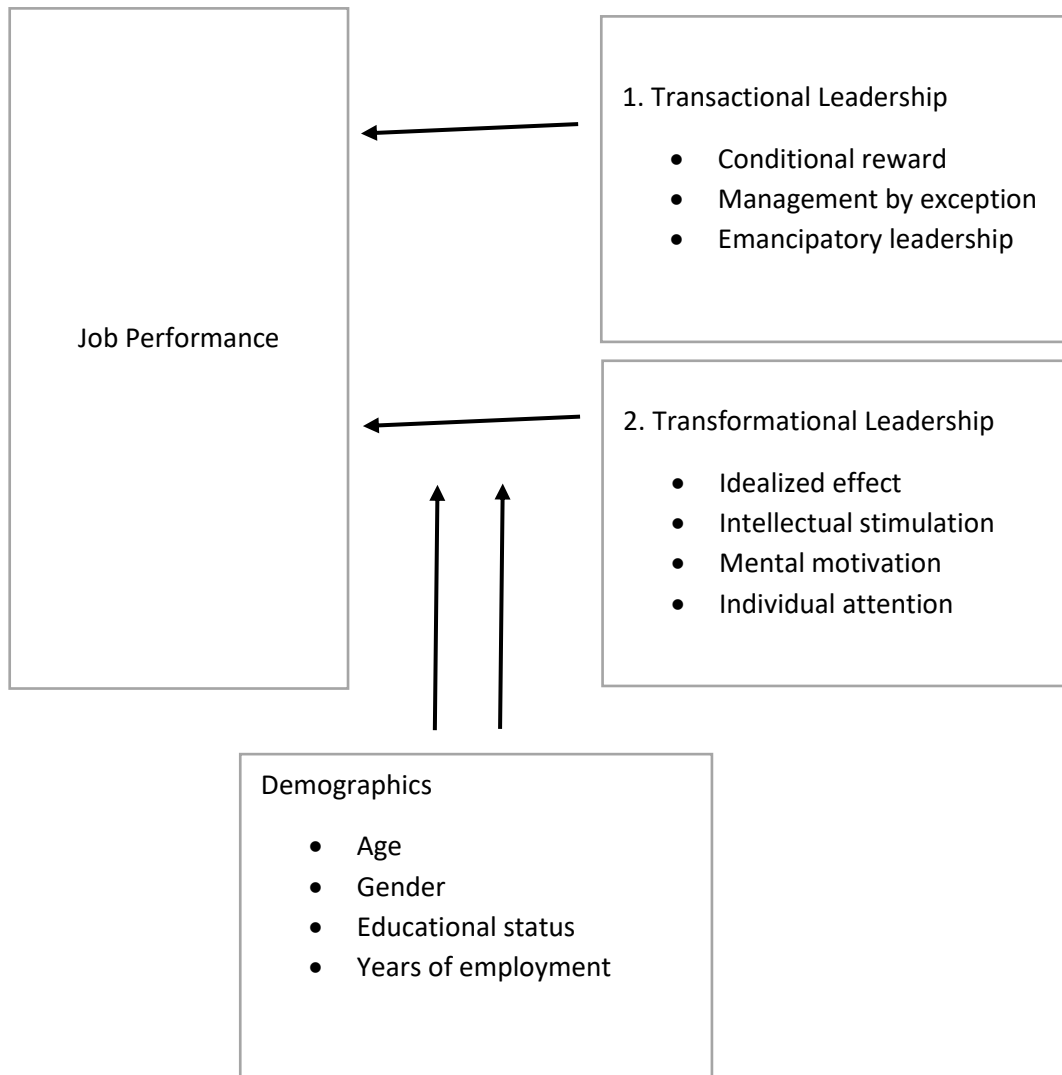 Job Performance
1. Transactional Leadership
• Conditional reward
• Management by exception
• Emancipatory leadership
2. Transformational Leadership
• Idealized effect
• Intellectual stimulation
• Mental motivation
• Individual attention
Demographics
• Age
• Gender
• Educational status
• Years of employment